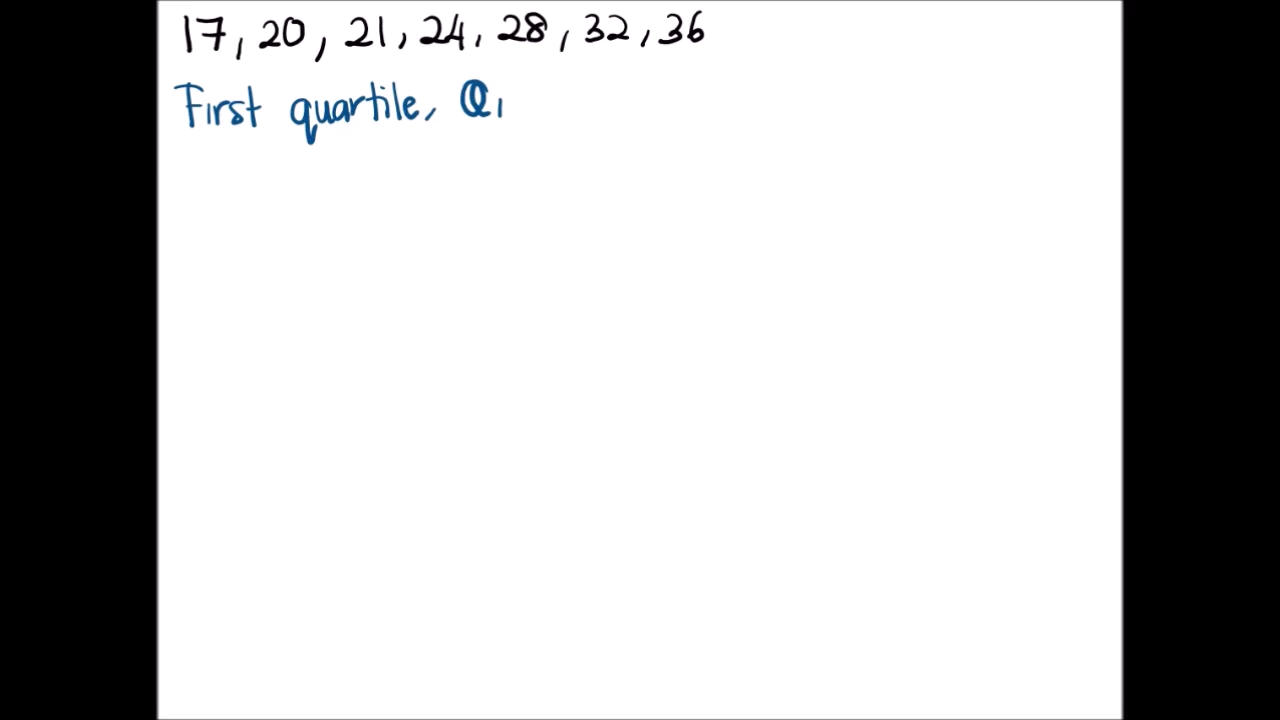 17, 20, 21, 24, 28, 32, 36
First quartile, Q₁